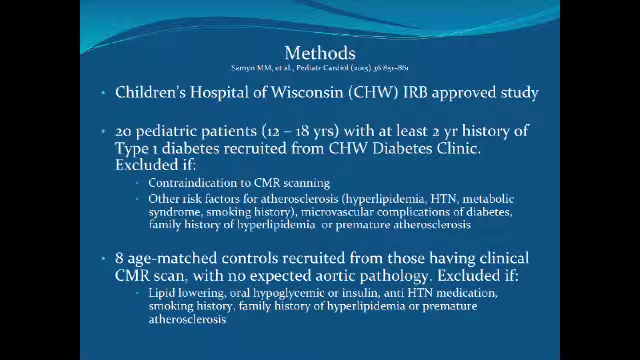 Methods
Samyn MM, et al., Pediatr Cardiol (2015) 36:851–861
• Children's Hospital of Wisconsin (CHW) IRB approved study
• 20 pediatric patients (12 – 18 yrs) with at least 2 yr history of
Type 1 diabetes recruited from CHW Diabetes Clinic.
Excluded if:
• Contraindication to CMR scanning
• Other risk factors for atherosclerosis (hyperlipidemia, HTN, metabolic
syndrome, smoking history), microvascular complications of diabetes,
family history of hyperlipidemia or premature atherosclerosis
• 8 age-matched controls recruited from those having clinical
CMR scan, with no expected aortic pathology. Excluded if:
• Lipid lowering, oral hypoglycemic or insulin, anti HTN medication,
smoking history, family history of hyperlipidemia or premature
atherosclerosis